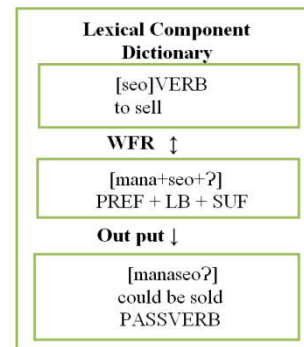 Lexical Component
Dictionary
[seo]VERB
to sell
WFR ↕
[mana+seo+ʔ]
PREF + LB + SUF
Out put ↓
[manaseoʔ]
could be sold
PASSVERB